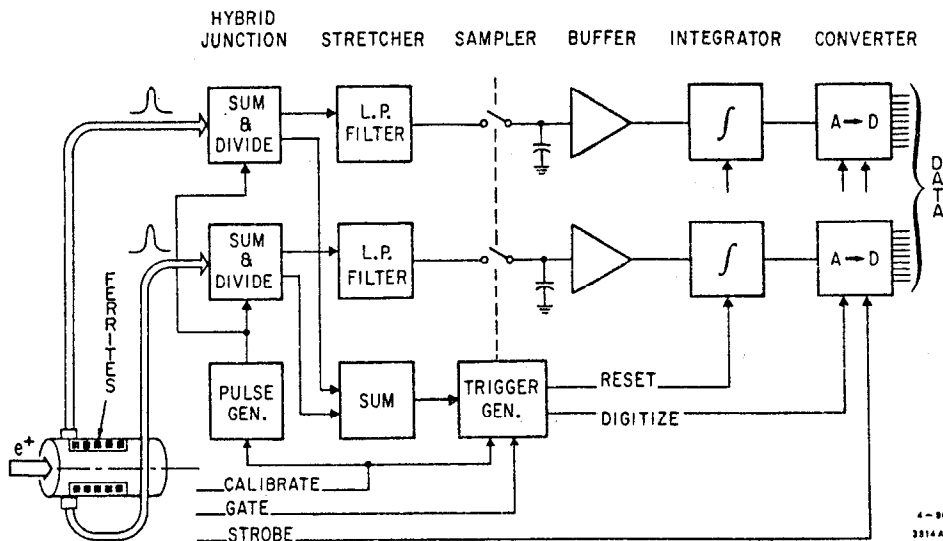 HYBRID JUNCTION
STRETCHER
SAMPLER
BUFFER
INTEGRATOR
CONVERTER
SUM & DIVIDE
L.P. FILTER
∫
A → D
DATA
SUM & DIVIDE
L.P. FILTER
∫
A → D
FERRITES
PULSE GEN.
SUM
TRIGGER GEN.
RESET
DIGITIZE
e+
CALIBRATE
GATE
STROBE